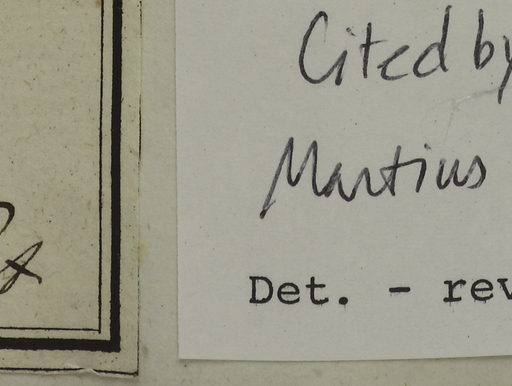 Cited by
Martius
Det. - rev